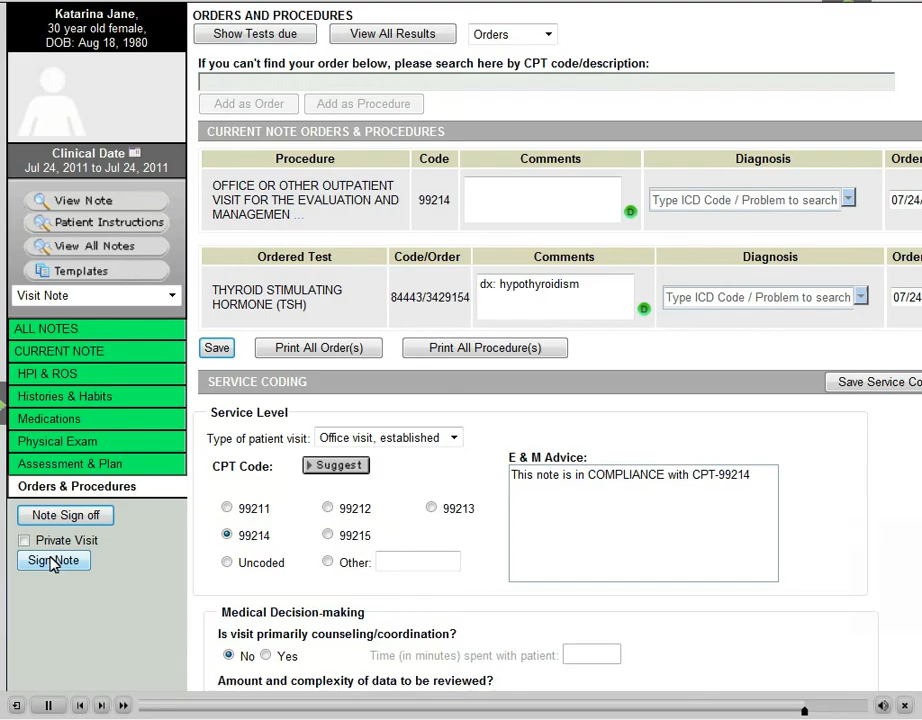 Katarina Jane,
30 year old female,
DOB: Aug 18, 1980
Clinical Date
Jul 24, 2011 to Jul 24, 2011
View Note
Patient Instructions
View All Notes
Templates
Visit Note
ALL NOTES
CURRENT NOTE
HPI & ROS
Histories & Habits
Medications
Physical Exam
Assessment & Plan
Orders & Procedures
Note Sign off
Private Visit
Sign Note
ORDERS AND PROCEDURES
Show Tests due
View All Results
Orders
If you can't find your order below, please search here by CPT code/description:
Add as Order
Add as Procedure
CURRENT NOTE ORDERS & PROCEDURES
Procedure Code Comments Diagnosis Order
OFFICE OR OTHER OUTPATIENT
VISIT FOR THE EVALUATION AND
MANAGEMEN ...
99214
D
Type ICD Code / Problem to search
07/24
Ordered Test Code/Order Comments Diagnosis Order
THYROID STIMULATING
HORMONE (TSH)
84443/3429154
dx: hypothyroidism
D
Type ICD Code / Problem to search
07/24
Save
Print All Order(s)
Print All Procedure(s)
SERVICE CODING
Save Service Co
Service Level
Type of patient visit: Office visit, established
CPT Code: Suggest
99211 99212 99213
99214 99215
Uncoded Other:
E & M Advice:
This note is in COMPLIANCE with CPT-99214
Medical Decision-making
Is visit primarily counseling/coordination?
No Yes Time (in minutes) spent with patient:
Amount and complexity of data to be reviewed?